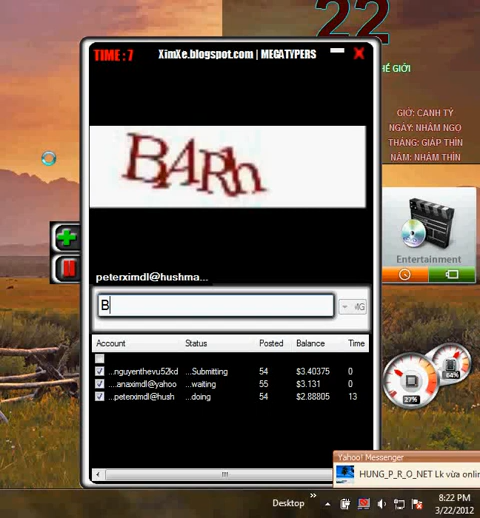 22
HẾ GIỚI
TIME : 7
XimXe.blogspot.com | MEGATYPERS
GIỜ: CANH TÝ
NGÀY: NHÂM NGỌ
THÁNG: GIÁP THÌN
NĂM: NHÂM THÌN
BARh
Entertainment
peterximdl@hushma...
B
4G
Account Status Posted Balance Time
...nguyenthevu52kd ...Submitting 54 $3.40375 0
...anaximdl@yahoo ...waiting 55 $3.131 0
...peterximdl@hush ...doing 54 $2.88805 13
27%
64%
Yahoo! Messenger
HUNG_P_R_O_NET Lk vừa onlin
Desktop
8:22 PM
3/22/2012